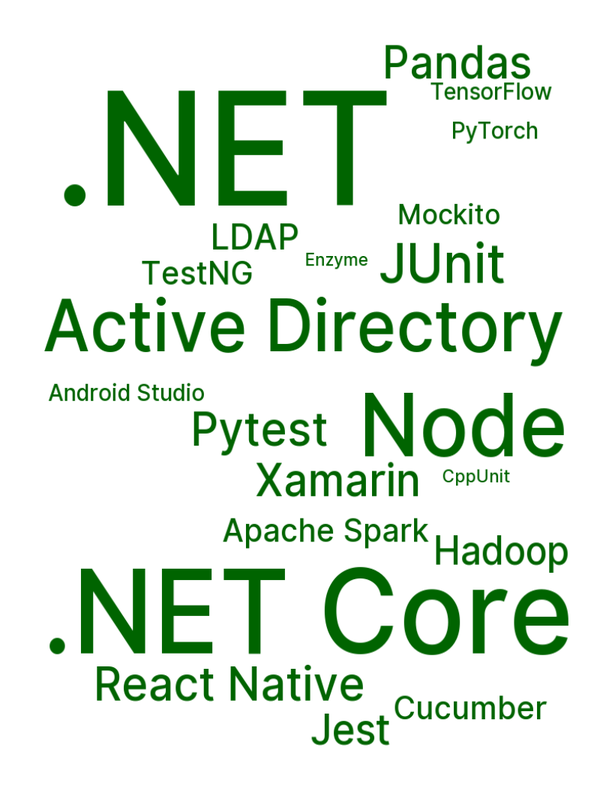 Pandas
TensorFlow
.NET
PyTorch
Mockito
LDAP
Enzyme
JUnit
TestNG
Active Directory
Android Studio
Pytest
Node
Xamarin
CppUnit
Apache Spark
Hadoop
.NET Core
React Native
Cucumber
Jest